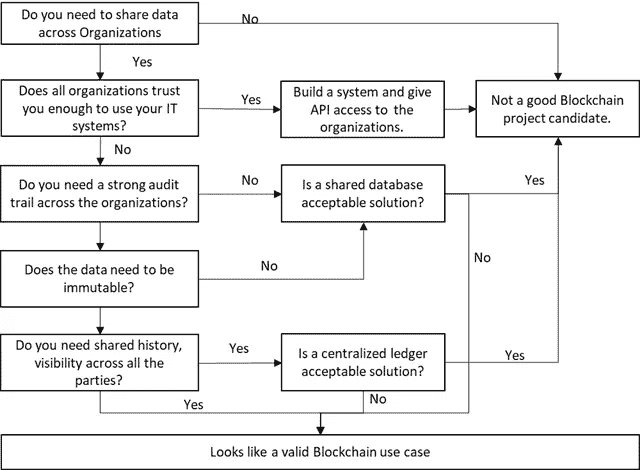 Do you need to share data
across Organizations
No
Yes
Does all organizations trust
you enough to use your IT
systems?
Yes
Build a system and give
API access to the
organizations.
Not a good Blockchain
project candidate.
No
Do you need a strong audit
trail across the organizations?
No
Is a shared database
acceptable solution?
Yes
No
Does the data need to be
immutable?
No
Do you need shared history,
visibility across all the
parties?
Yes
Is a centralized ledger
acceptable solution?
Yes
Yes
No
Looks like a valid Blockchain use case